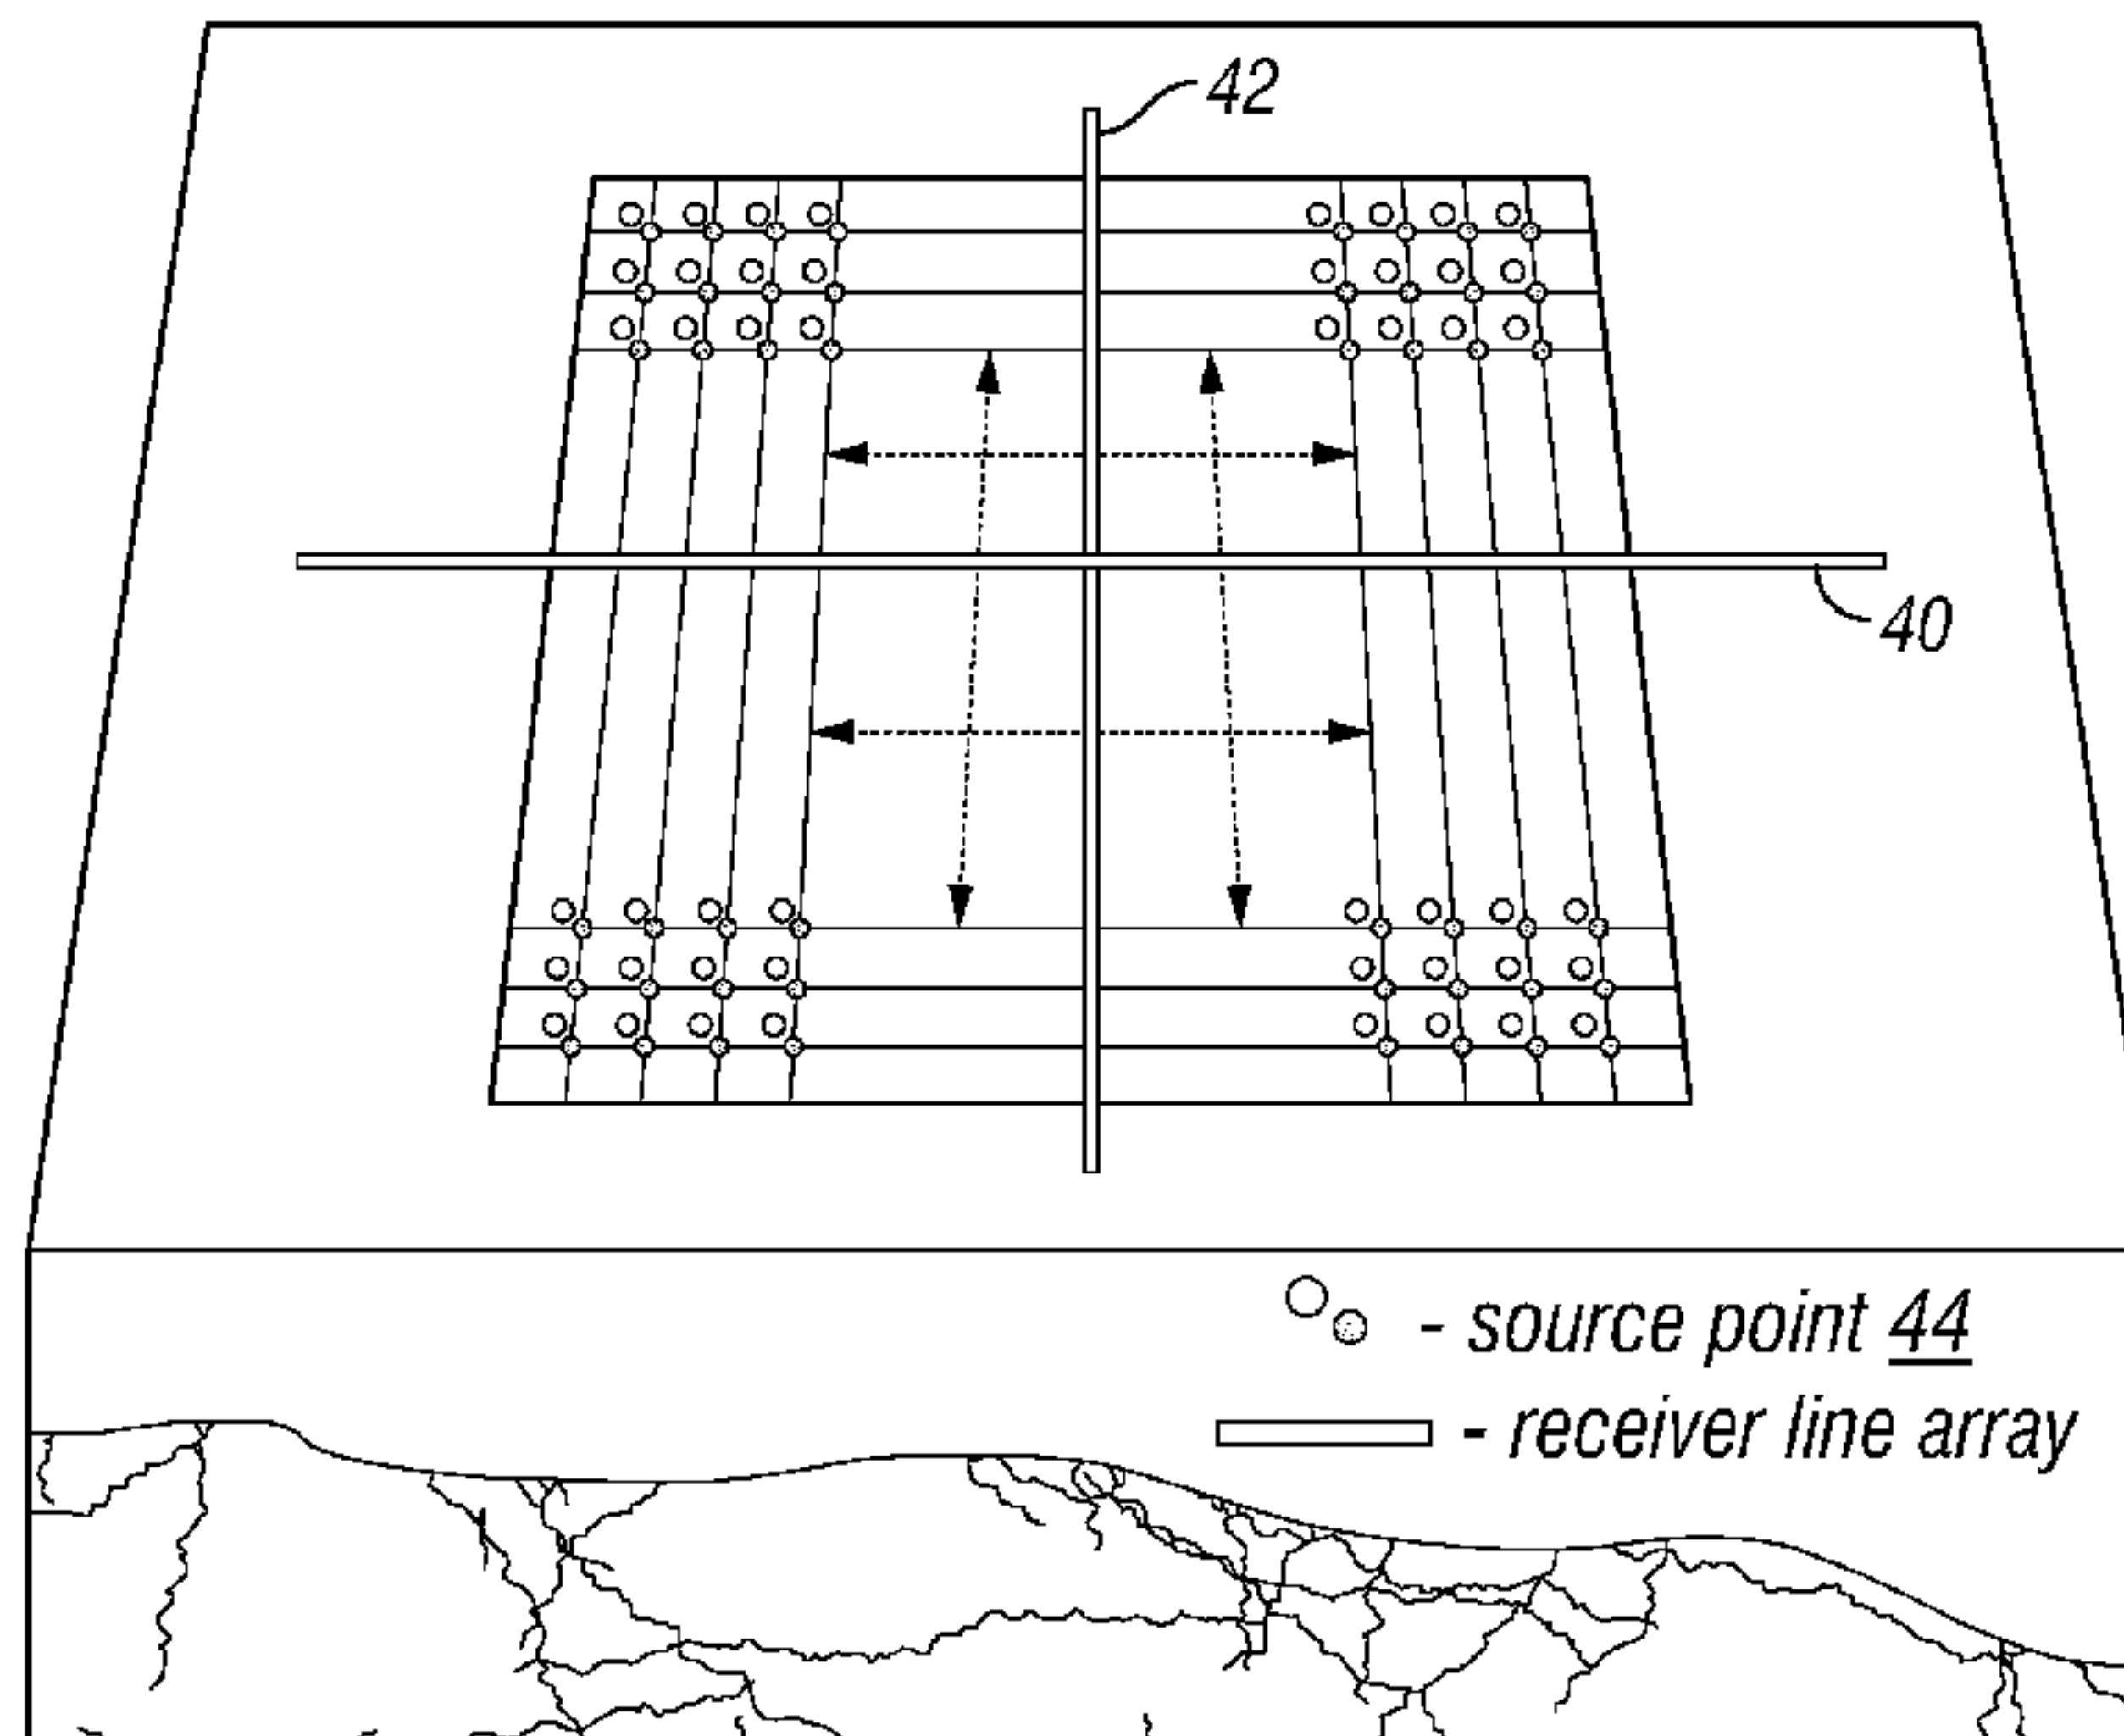 42
40
- source point 44
- receiver line array